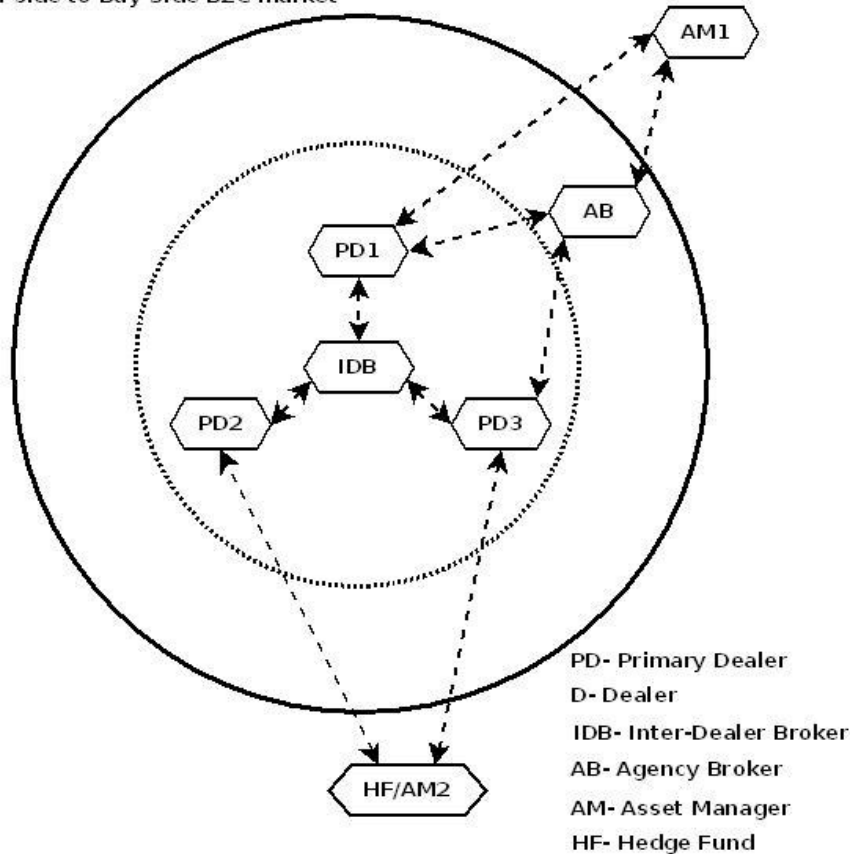 side to Buy-side B2C market
AM1
AB
PD1
IDB
PD2
PD3
PD- Primary Dealer
D- Dealer
IDB- Inter-Dealer Broker
AB- Agency Broker
HF/AM2
AM- Asset Manager
HF- Hedge Fund